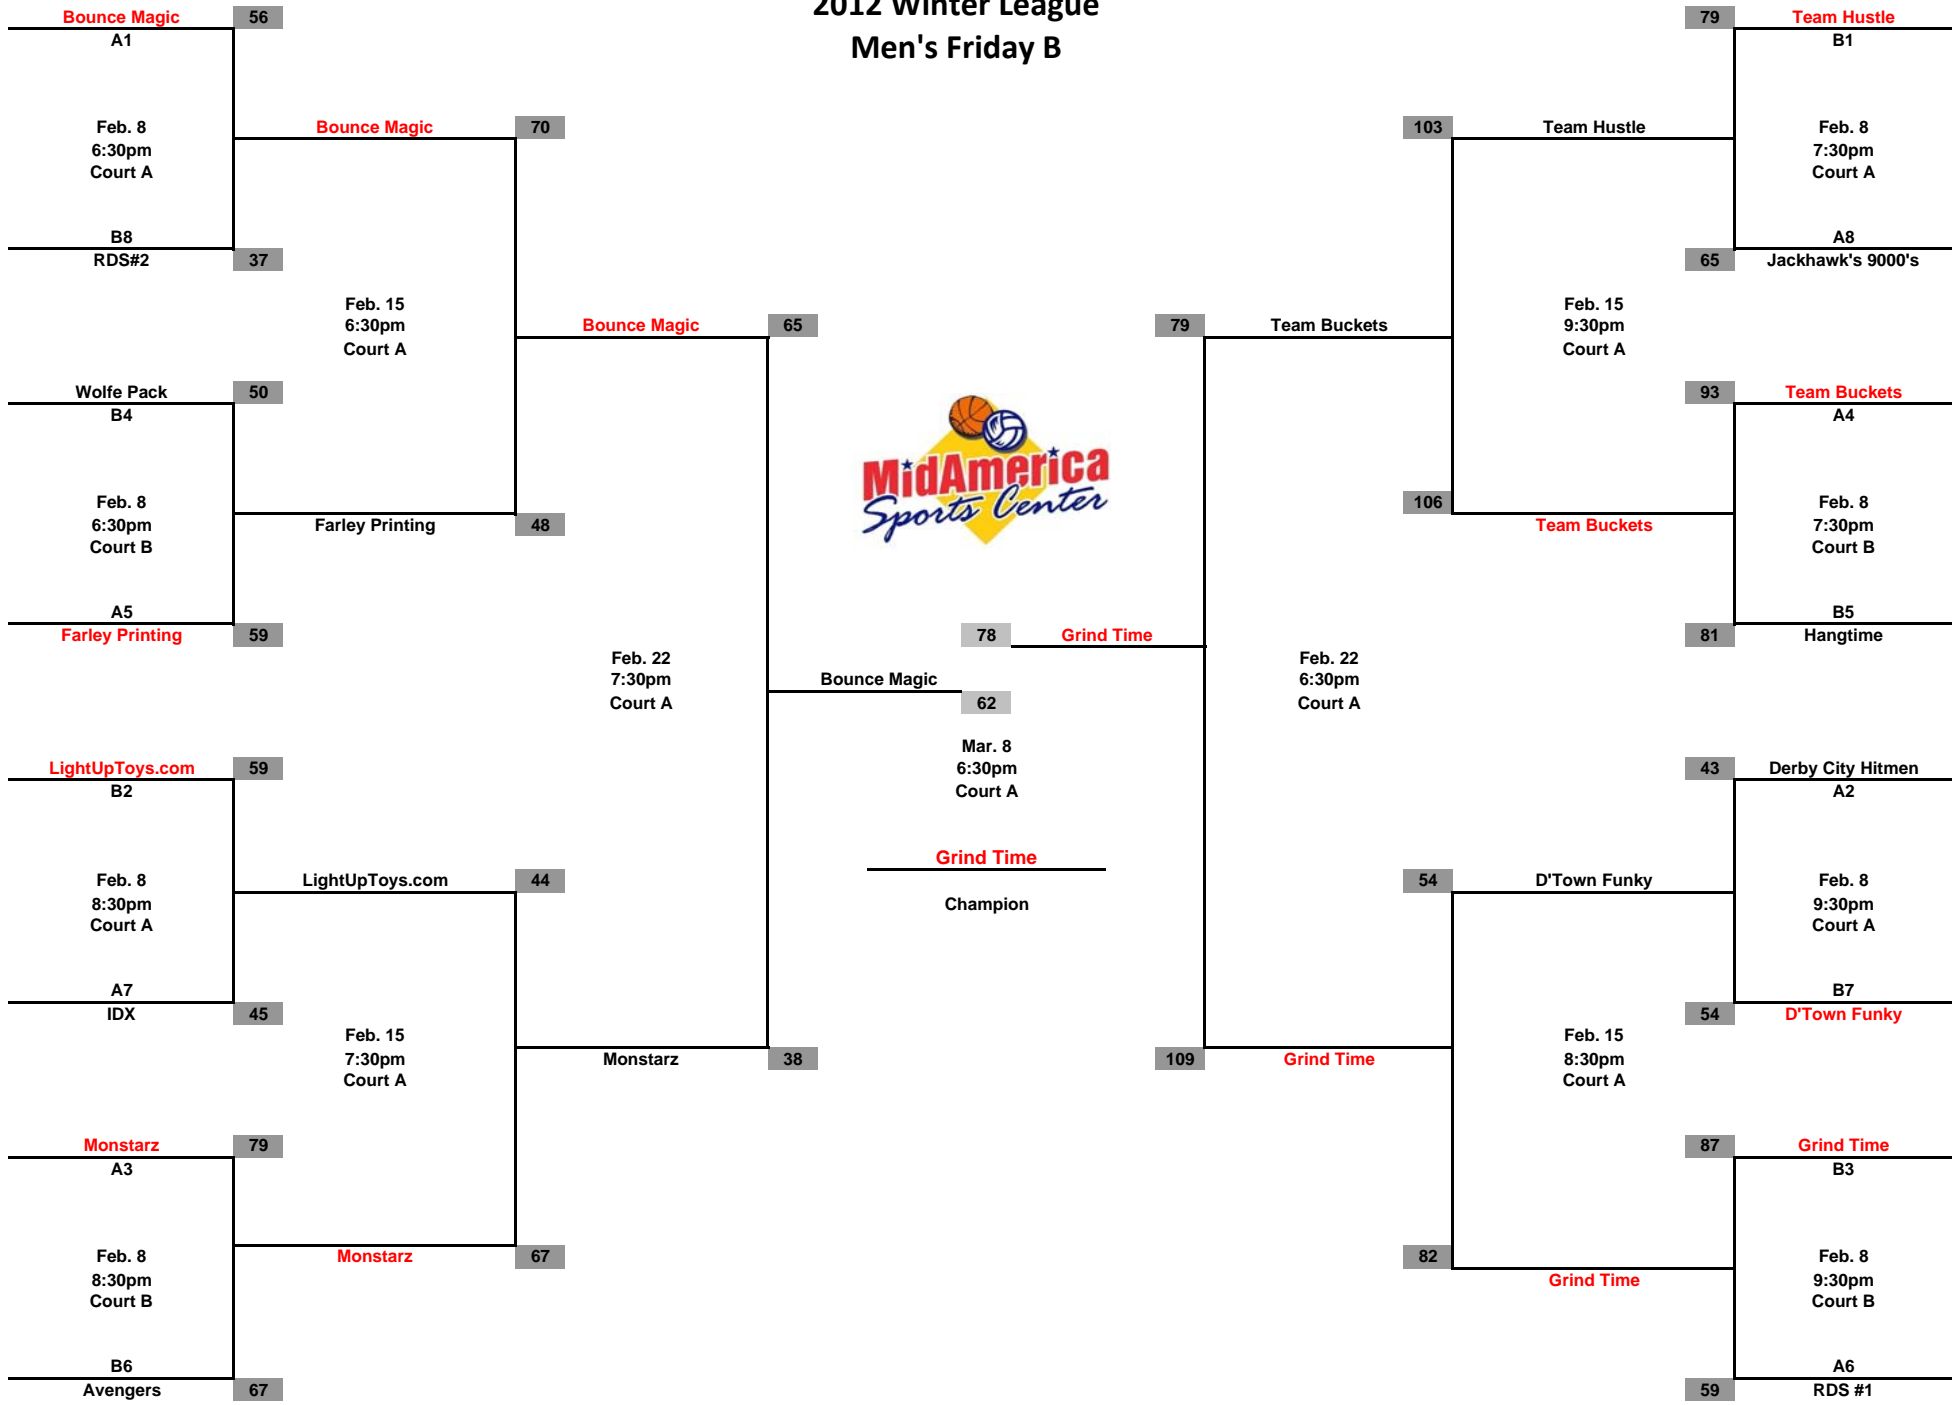 2012 Winter League
Men's Friday B
Bounce Magic 56
A1
Feb. 8
6:30pm
Court A
B8
RDS#2 37
Wolfe Pack 50
B4
Feb. 8
6:30pm
Court B
A5
Farley Printing 59
LightUpToys.com 59
B2
Feb. 8
8:30pm
Court A
A7
IDX 45
Monstarz 79
A3
Feb. 8
8:30pm
Court B
B6
Avengers 67
Bounce Magic 70
Feb. 15
6:30pm
Court A
Farley Printing 48
LightUpToys.com 44
Feb. 15
7:30pm
Court A
Monstarz 67
Bounce Magic 65
Feb. 22
7:30pm
Court A
Monstarz 38
MidAmerica
Sports Center
78 Grind Time
Bounce Magic
62
Mar. 8
6:30pm
Court A
Grind Time
Champion
79 Team Buckets
Feb. 22
6:30pm
Court A
109 Grind Time
103 Team Hustle
Feb. 15
9:30pm
Court A
106
Team Buckets
54 D'Town Funky
Feb. 15
8:30pm
Court A
82
Grind Time
79 Team Hustle
B1
Feb. 8
7:30pm
Court A
A8
65 Jackhawk's 9000's
93 Team Buckets
A4
Feb. 8
7:30pm
Court B
B5
81 Hangtime
43 Derby City Hitmen
A2
Feb. 8
9:30pm
Court A
B7
54 D'Town Funky
87 Grind Time
B3
Feb. 8
9:30pm
Court B
A6
59 RDS #1